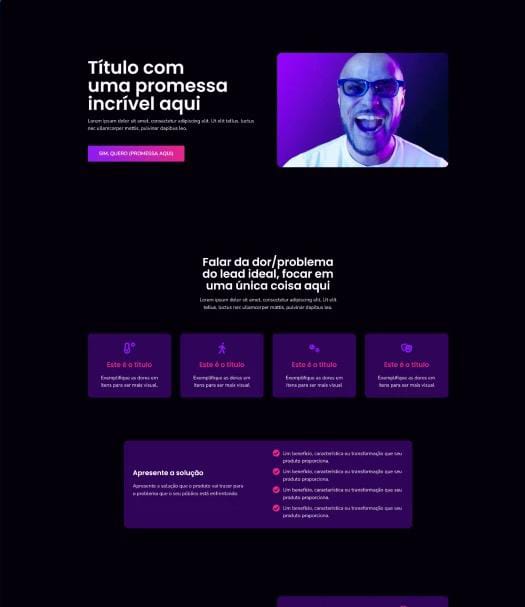 Título com
uma promessa
incrível aqui
Lorem ipsum dolor sit amet, consectetur adipiscing elit. Ut elit tellus, luctus
nec ullamcorper mattis, pulvinar dapibus leo.
SIM, QUERO (PROMESSA AQUI)
Falar da dor/problema
do lead ideal, focar em
uma única coisa aqui
Lorem ipsum dolor sit amet, consectetur adipiscing elit. Ut elit
tellus, luctus nec ullamcorper mattis, pulvinar dapibus leo.
Este é o título
Exemplifique as dores em
itens para ser mais visual.
Este é o título
Exemplifique as dores em
itens para ser mais visual
Este é o título
Exemplifique as dores em
itens para ser mais visual
Este é o título
Exemplifique as dores em
itens para ser mais visual
Apresente a solução
Apresente a solução que o produto vai trazer para
o problema que o seu público está enfrentando
Um benefício, característica ou transformação que seu
produto proporciona.
Um benefício, característica ou transformação que seu
produto proporciona.
Um benefício, característica ou transformação que seu
produto proporciona.
Um benefício, característica ou transformação que seu
produto proporciona.